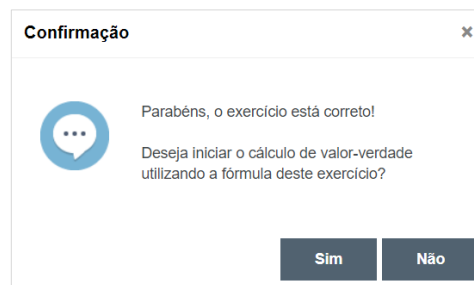 Confirmação
×
Parabéns, o exercício está correto!
Deseja iniciar o cálculo de valor-verdade
utilizando a fórmula deste exercício?
Sim Não